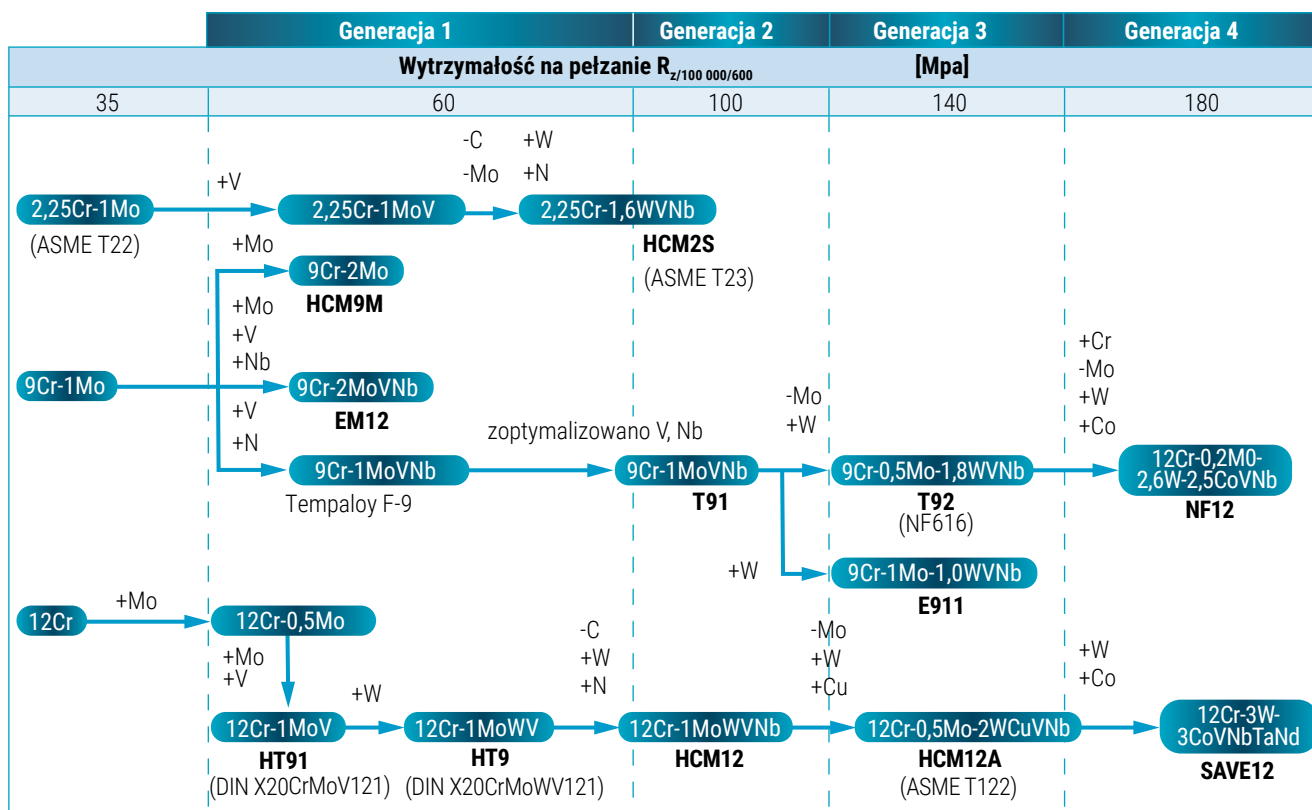 Generacja 1 Generacja 2 Generacja 3 Generacja 4
Wytrzymałość na pełzanie Rz/100 000/600 [Mpa]
35 60 100 140 180
-C +W
-Mo +N
+V
2,25Cr-1Mo 2,25Cr-1MoV 2,25Cr-1,6WVNb
(ASME T22)
HCM2S
(ASME T23)
+Mo
9Cr-2Mo
HCM9M
+Mo
+V
+Nb
9Cr-1Mo 9Cr-2MoVNb
EM12
+V
+N
zoptymalizowano V, Nb
-Mo
+W
+Cr
-Mo
+W
+Co
9Cr-1MoVNb 9Cr-1MoVNb 9Cr-0,5Mo-1,8WVNb
12Cr-0,2M0-
2,6W-2,5CoVNb
Tempaloy F-9 T91 T92 NF12
(NF616)
+W
9Cr-1Mo-1,0WVNb
E911
+Mo
12Cr 12Cr-0,5Mo
+Mo
+V
+W
-C
+W
+N
-Mo
+W
+Cu
+W
+Co
12Cr-1MoV 12Cr-1MoWV 12Cr-1MoWVNb 12Cr-0,5Mo-2WCuVNb
12Cr-3W-
3CoVNbTaNd
HT91 HT9 HCM12 HCM12A SAVE12
(DIN X20CrMoV121) (DIN X20CrMoWV121) (ASME T122)